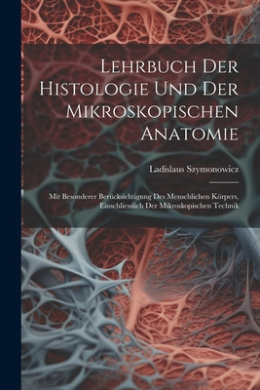 Lehrbuch Der
Histologie Und Der
Mikroskopischen
Anatomie
Ladislaus Szymonowicz
Mit Besonderer Berücksichtigung Des Menschlichen Körpers,
Einschliesslich Der Mikroskopischen Technik